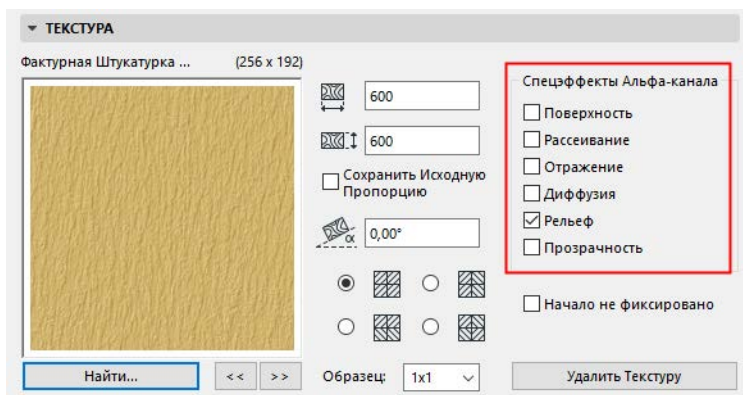 ТЕКСТУРА
Фактурная Штукатурка ... (256 x 192)
600
600
Сохранить Исходную
Пропорцию
α 0,00°
Спецэффекты Альфа-канала
Поверхность
Рассеивание
Отражение
Диффузия
Рельеф
Прозрачность
Начало не фиксировано
Найти... << >> Образец: 1x1 Удалить Текстуру